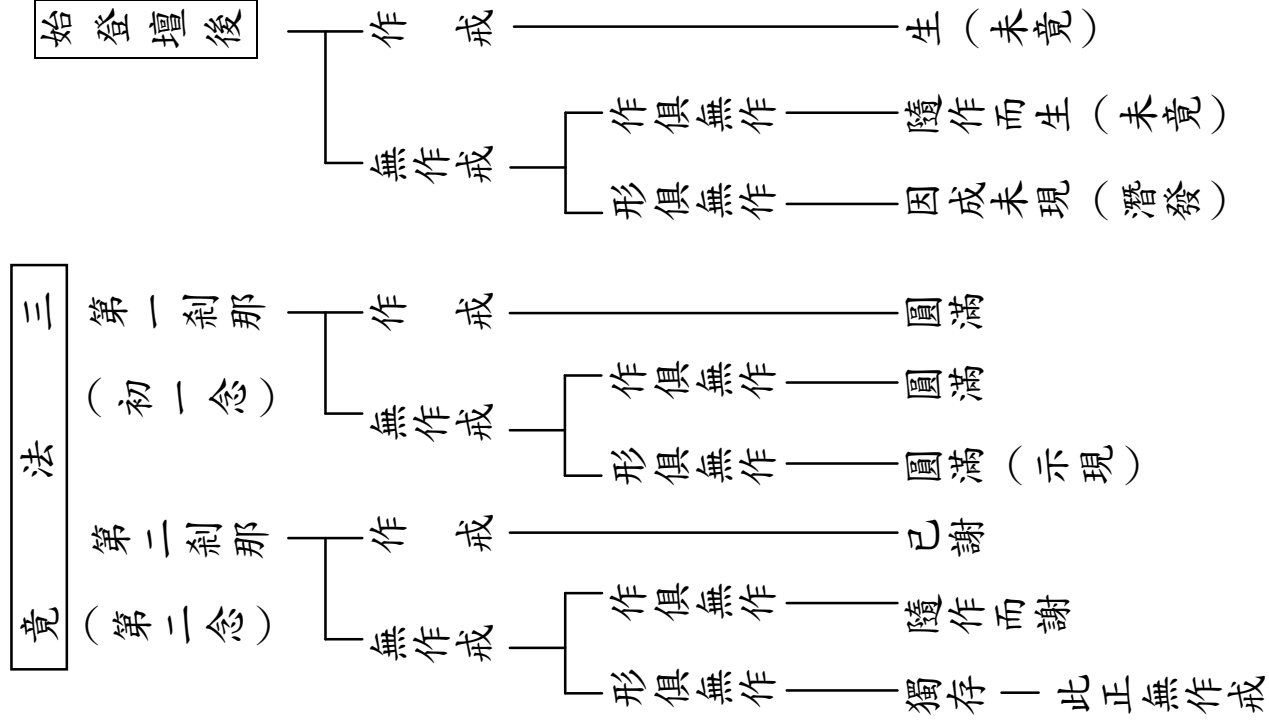 始登壇後
作戒
生(未竟)
無作戒
作俱無作
隨作而生(未竟)
形俱無作
因成未現(潛發)
三法竟
第一剎那
(初一念)
作戒
圓滿
無作戒
作俱無作
圓滿
形俱無作
圓滿(示現)
第二剎那
(第二念)
作戒
已謝
無作戒
作俱無作
隨作而謝
形俱無作
獨存—此正無作戒